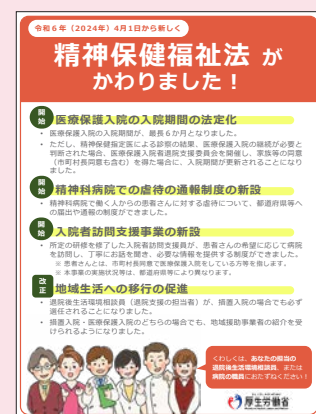 令和６年（2024年）4月1日から新しく
精神保健福祉法 が
かわりました！
開始
医療保護入院の入院期間の法定化
・ 医療保護入院の入院期間が、最長６か月となりました。
・ ただし、精神保健指定医による診察の結果、医療保護入院の継続が必要と
判断された場合、医療保護入院者退院支援委員会を開催し、家族等の同意
（市町村長同意も含む）を得た場合に、入院期間が更新されることになり
ました。
開始
精神科病院での虐待の通報制度の新設
・ 精神科病院で働く人からの患者さんに対する虐待について、都道府県等へ
の届出や通報の制度ができました。
開始
入院者訪問支援事業の新設
・ 所定の研修を修了した入院者訪問支援員が、患者さんの希望に応じて病院
を訪問し、丁寧にお話を聞き、必要な情報を提供する制度ができました。
※ 患者さんとは、市町村長同意で医療保護入院をしている方等を指します。
※ 本事業の実施状況等は、都道府県等により異なります。
改正
地域生活への移行の促進
・ 退院後生活環境相談員（退院支援の担当者）が、措置入院の場合でも必ず
選任されることになりました。
・ 措置入院・医療保護入院のどちらの場合でも、地域援助事業者の紹介を受
けられるようになりました。
くわしくは、あなたの担当の
退院後生活環境相談員、または
病院の職員におたずねください！
厚生労働省